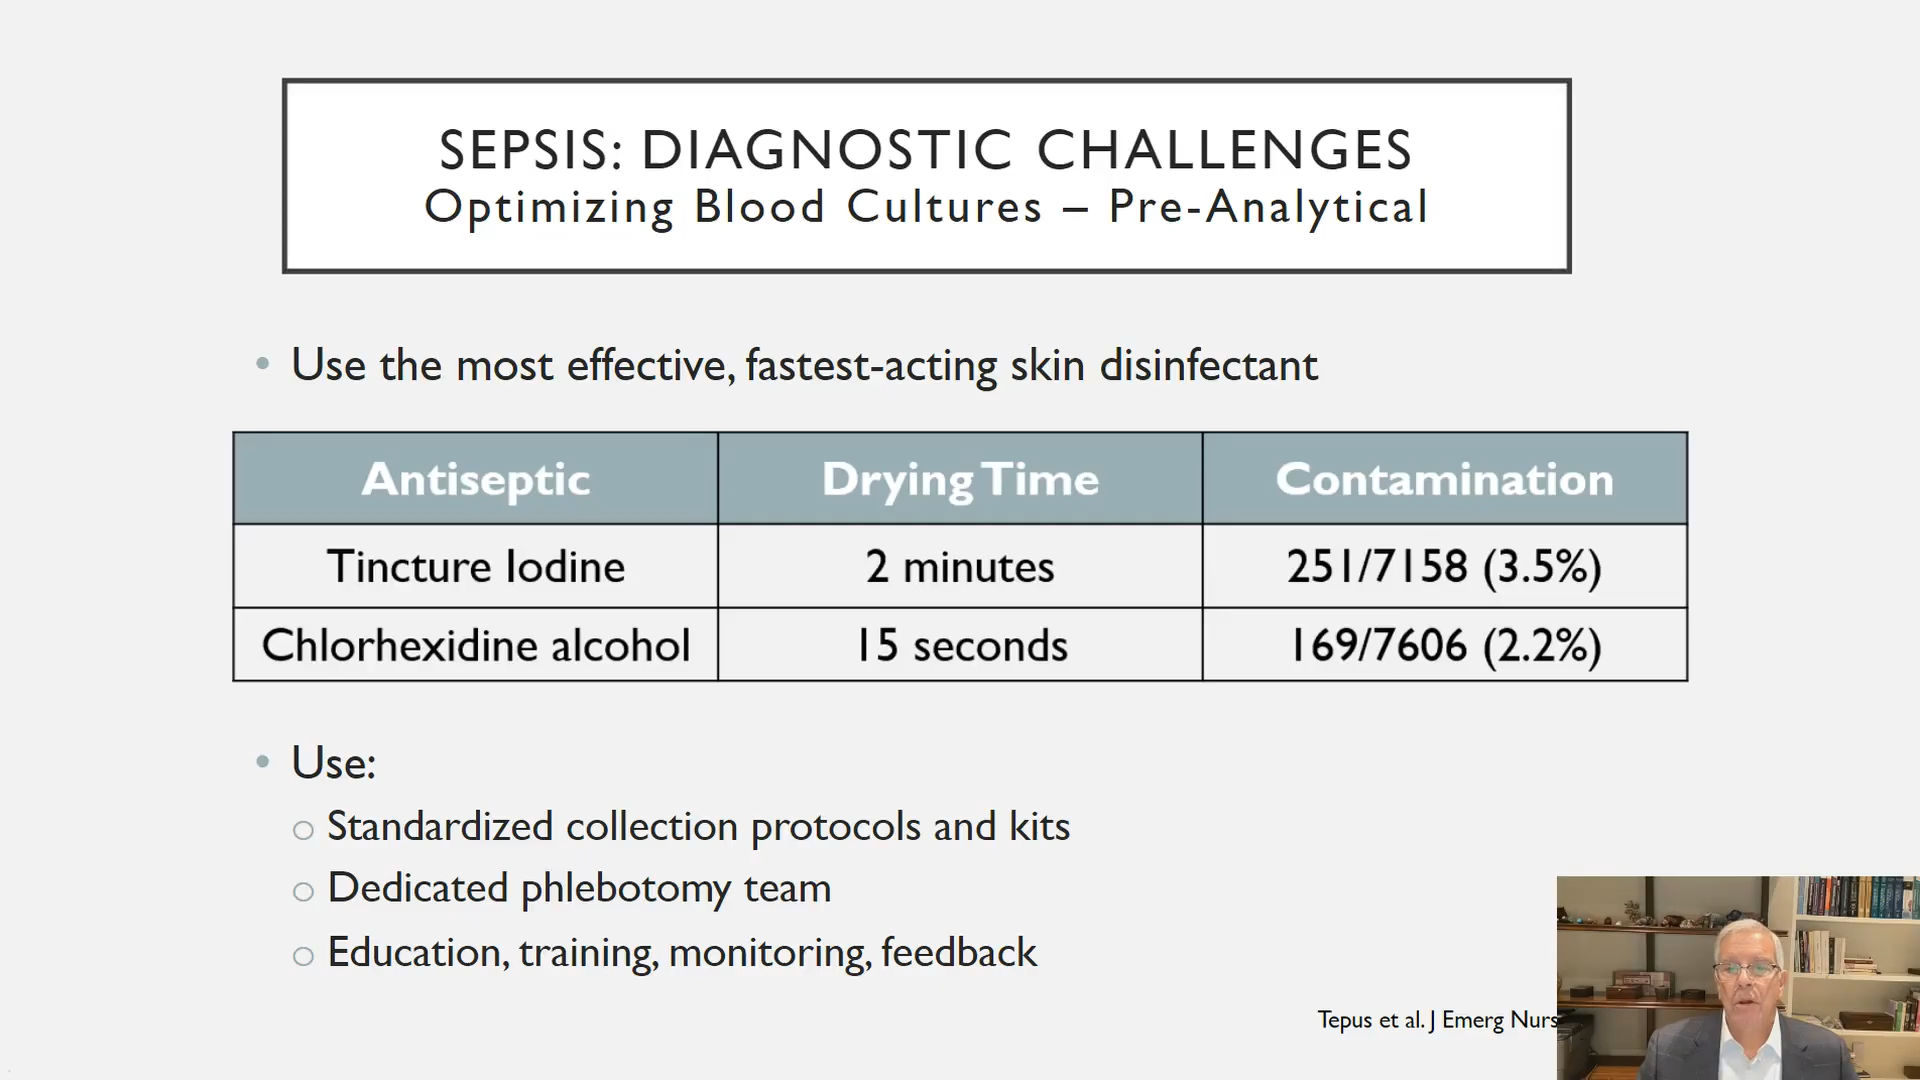 SEPSIS: DIAGNOSTIC CHALLENGES
Optimizing Blood Cultures – Pre-Analytical
• Use the most effective, fastest-acting skin disinfectant
Antiseptic Drying Time Contamination
Tincture Iodine 2 minutes 251/7158 (3.5%)
Chlorhexidine alcohol 15 seconds 169/7606 (2.2%)
• Use:
○ Standardized collection protocols and kits
○ Dedicated phlebotomy team
○ Education, training, monitoring, feedback
Tepus et al. J Emerg Nurs